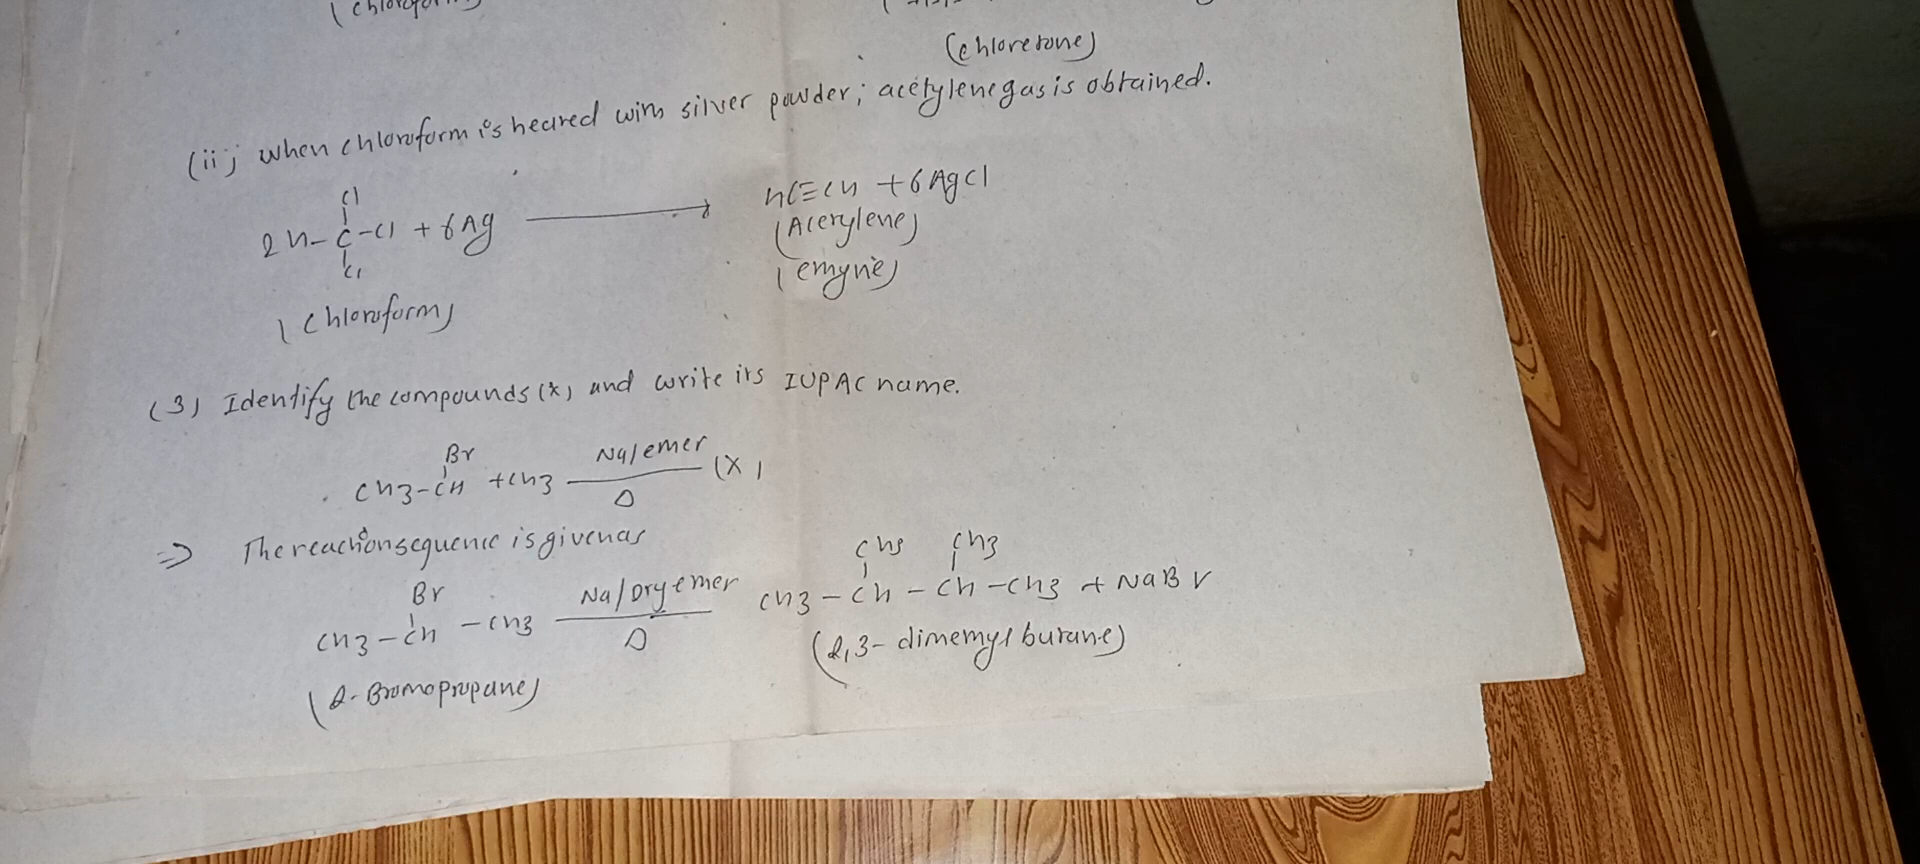 (chloroform)
(chloretone)
(ii) when chloroform is heated with silver powder; acetylene gas is obtained.
Cl
2H-C-Cl + 6Ag ⟶ HC≡CH + 6AgCl
Cl
(Acetylene)
(ethyne)
(chloroform)
(3) Identify the compounds (x) and write its IUPAC name.
Br Na/ether
CH3-CH +CH3 (X)
Δ
⇒ The reaction sequence is given as
CH3 CH3
Br Na/Dry ether
CH3-CH-CH3 CH3-CH-CH-CH3 + NaBr
Δ
(2-Bromopropane) (2,3-dimethyl butane)